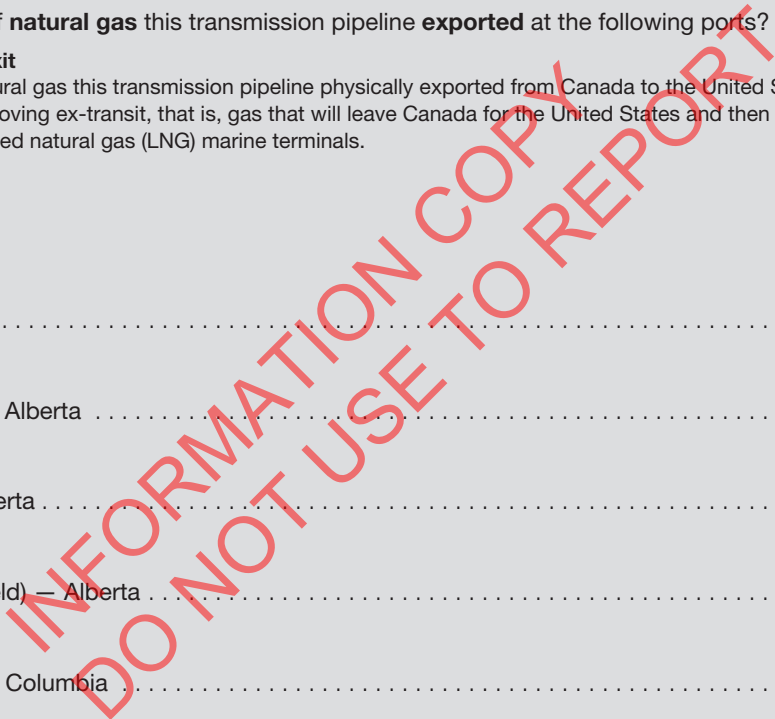 f natural gas this transmission pipeline exported at the following ports?
xit
ural gas this transmission pipeline physically exported from Canada to the United S
oving ex-transit, that is, gas that will leave Canada for the United States and then
ed natural gas (LNG) marine terminals.
Alberta
erta
eld) — Alberta
Columbia
INFORMATION COPY
DO NOT USE TO REPORT